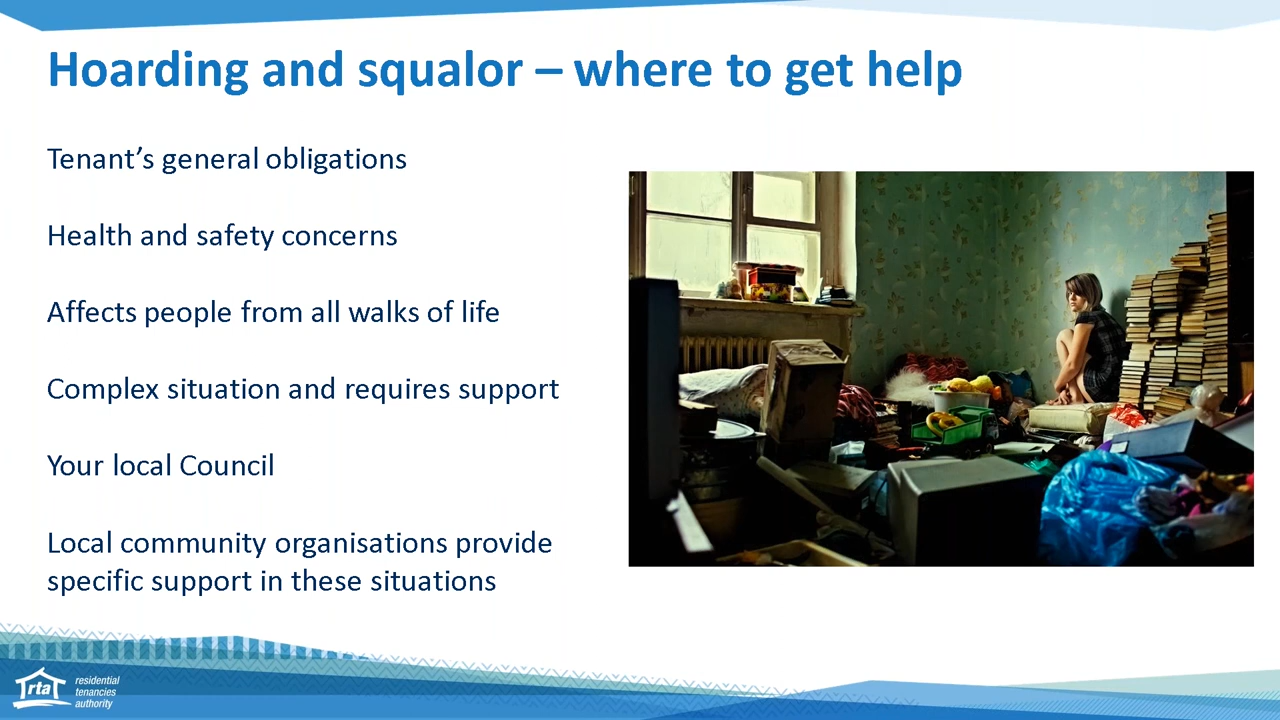 Hoarding and squalor – where to get help
Tenant’s general obligations
Health and safety concerns
Affects people from all walks of life
Complex situation and requires support
Your local Council
Local community organisations provide
specific support in these situations
rta
residential
tenancies
authority